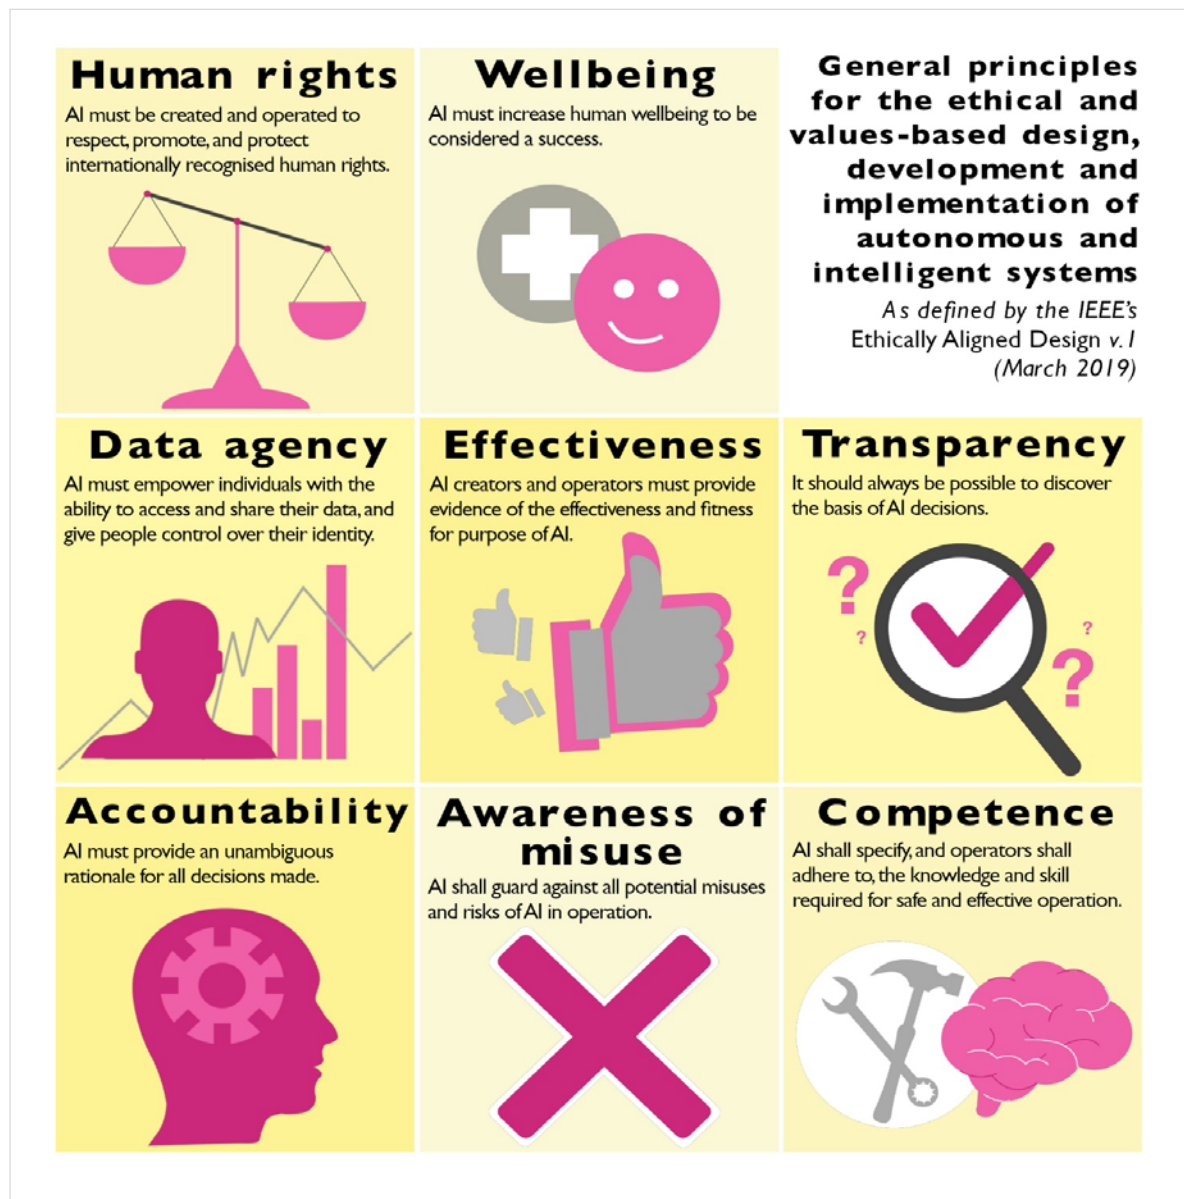 Human rights
AI must be created and operated to
respect, promote, and protect
internationally recognised human rights.
Wellbeing
AI must increase human wellbeing to be
considered a success.
General principles
for the ethical and
values-based design,
development and
implementation of
autonomous and
intelligent systems
As defined by the IEEE's
Ethically Aligned Design v.1
(March 2019)
Data agency
AI must empower individuals with the
ability to access and share their data, and
give people control over their identity.
Effectiveness
AI creators and operators must provide
evidence of the effectiveness and fitness
for purpose of AI.
Transparency
It should always be possible to discover
the basis of AI decisions.
?
?
?
?
Accountability
AI must provide an unambiguous
rationale for all decisions made.
Awareness of
misuse
AI shall guard against all potential misuses
and risks of AI in operation.
Competence
AI shall specify, and operators shall
adhere to, the knowledge and skill
required for safe and effective operation.